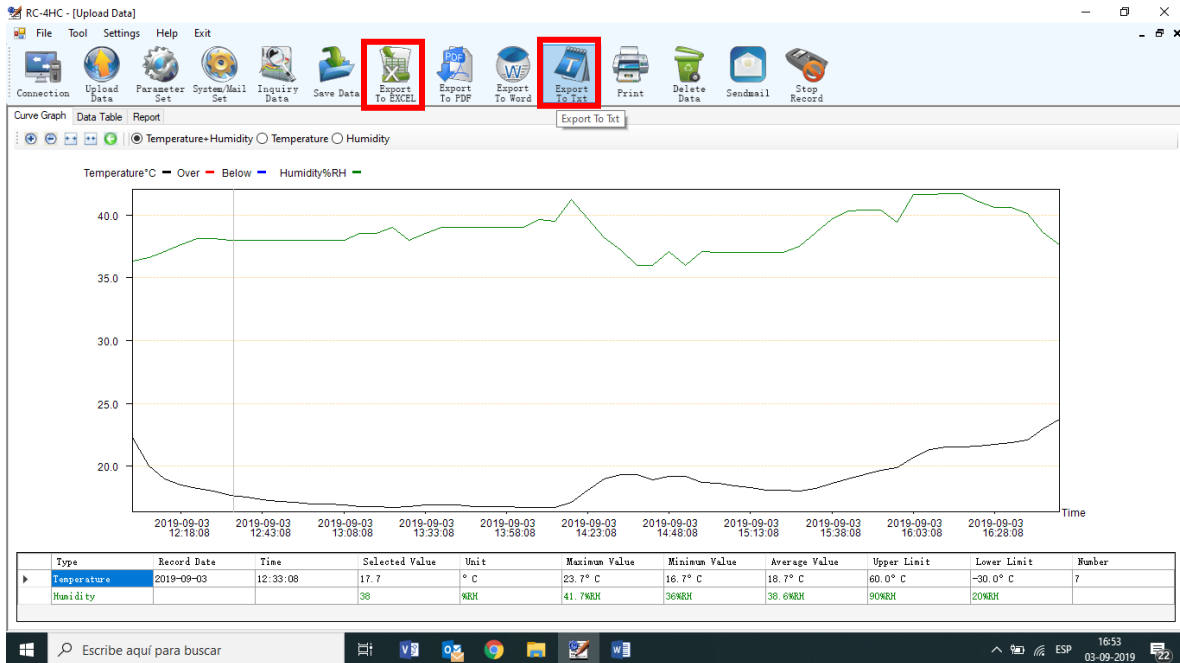 RC-4HC - [Upload Data]
File Tool Settings Help Exit
Connection Upload Data Parameter Set System/Mail Set Inquiry Data Save Data Export To EXCEL Export To PDF Export To Word Export To Txt Print Delete Data Sendmail Stop Record
Export To Txt
Curve Graph Data Table Report
Temperature+Humidity Temperature Humidity
Temperature°C Over Below Humidity%RH
40.0
35.0
30.0
25.0
20.0
Time
2019-09-03 2019-09-03 2019-09-03 2019-09-03 2019-09-03 2019-09-03 2019-09-03 2019-09-03 2019-09-03 2019-09-03 2019-09-03
12:18:08 12:43:08 13:08:08 13:33:08 13:58:08 14:23:08 14:48:08 15:13:08 15:38:08 16:03:08 16:28:08
Type Record Date Time Selected Value Unit Maximum Value Minimum Value Average Value Upper Limit Lower Limit Number
Temperature 2019-09-03 12:33:08 17.7 ° C 23.7° C 16.7° C 18.7° C 60.0° C -30.0° C 7
Humidity 38 %RH 41.7%RH 36%RH 38.6%RH 90%RH 20%RH
Escribe aquí para buscar
ESP
16:53
03-09-2019
22